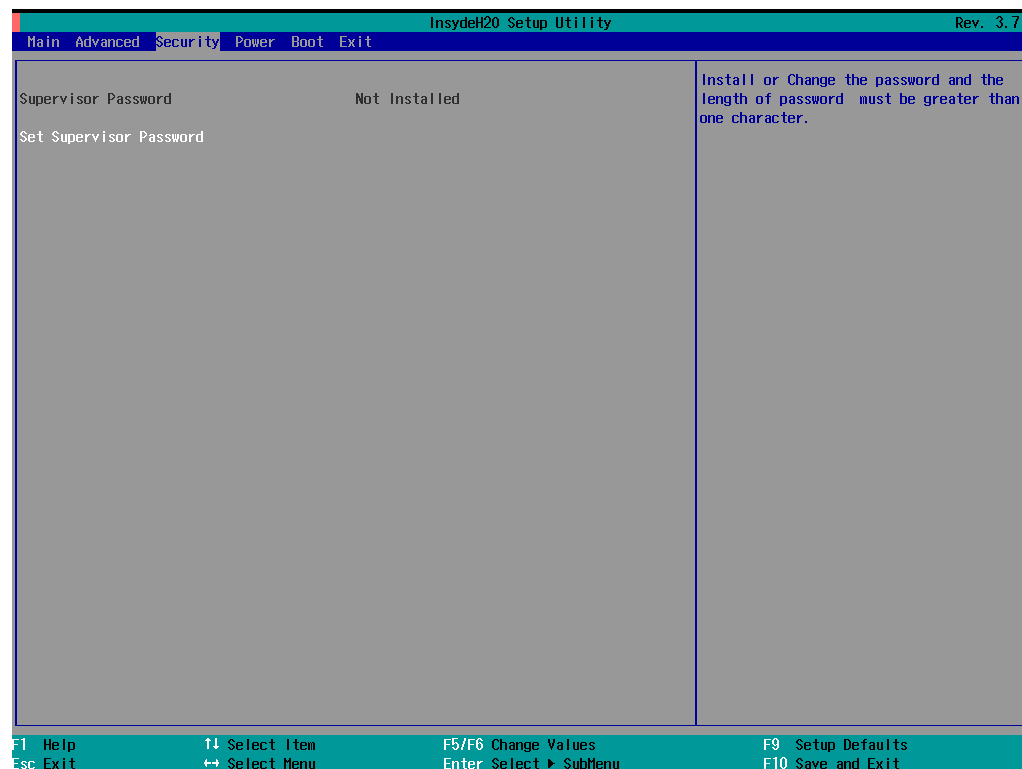 InsydeH20 Setup Utility Rev. 3.7
Main Advanced Security Power Boot Exit
Supervisor Password Not Installed
Set Supervisor Password
Install or Change the password and the
length of password must be greater than
one character.
F1 Help ↑↓ Select Item F5/F6 Change Values F9 Setup Defaults
Esc Exit ↔ Select Menu Enter Select ▶ SubMenu F10 Save and Exit